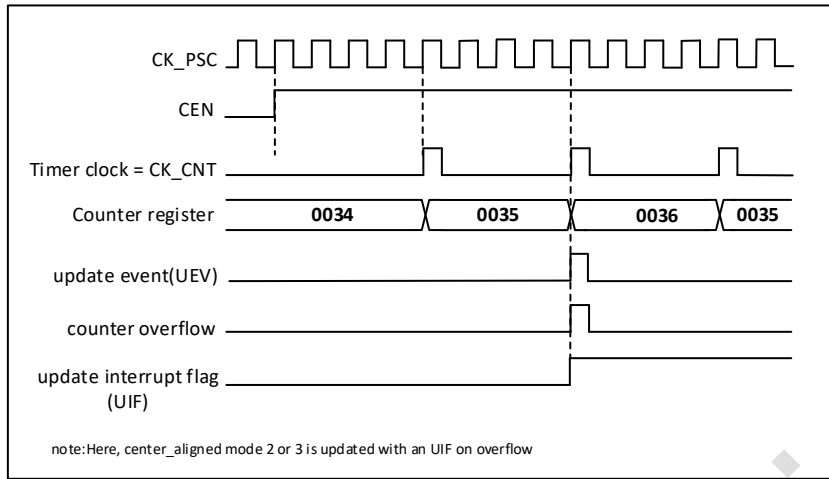 CK_PSC
CEN
Timer clock = CK_CNT
Counter register 0034 0035 0036 0035
update event(UEV)
counter overflow
update interrupt flag
(UIF)
note:Here, center_aligned mode 2 or 3 is updated with an UIF on overflow